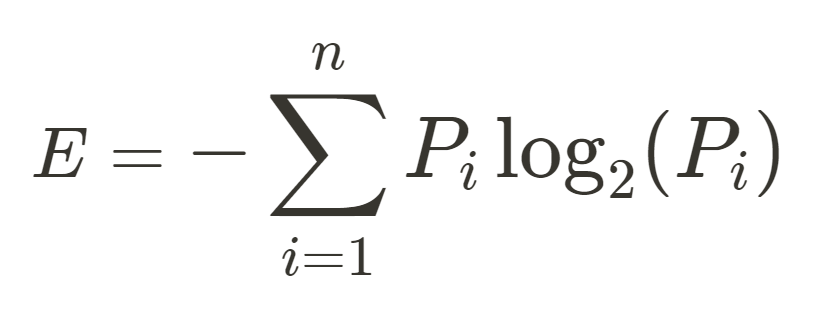 E = − ∑_{i=1}^{n} P_i log_2(P_i)